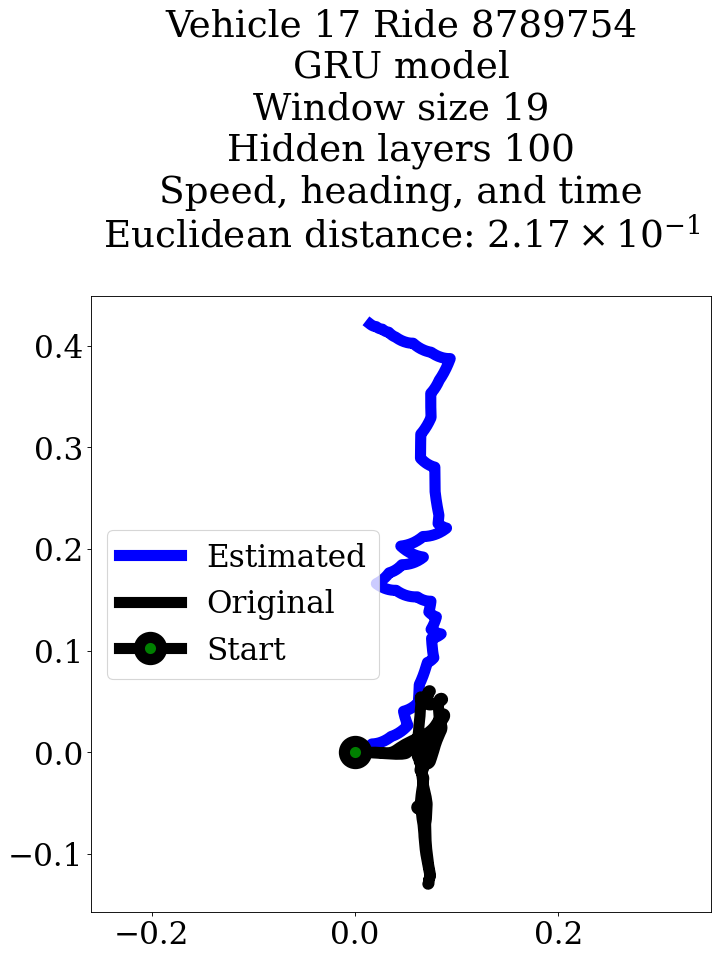 Vehicle 17 Ride 8789754
GRU model
Window size 19
Hidden layers 100
Speed, heading, and time
Euclidean distance: 2.17 × 10⁻¹
0.4
0.3
0.2
0.1
0.0
−0.1
Estimated
Original
Start
−0.2
0.0
0.2